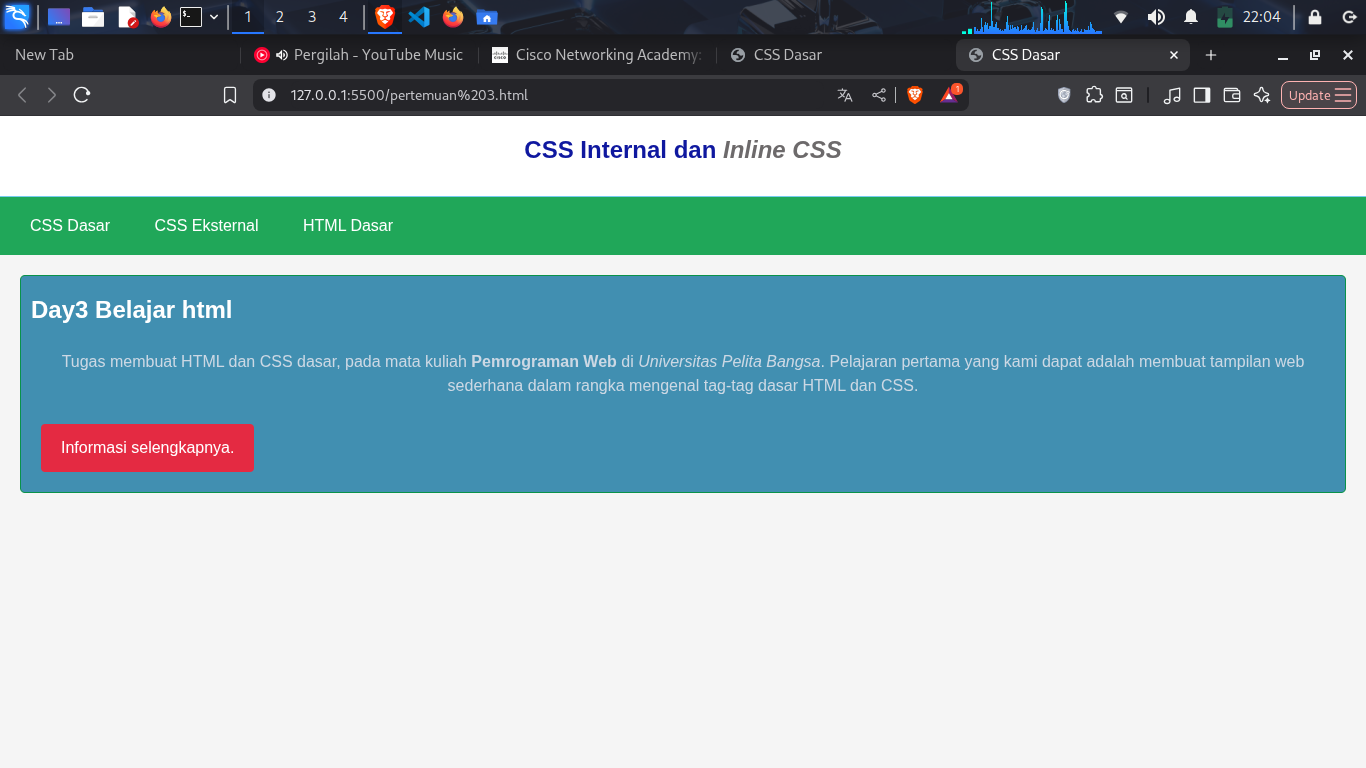 1 2 3 4 22:04
New Tab Pergilah - YouTube Music Cisco Networking Academy: CSS Dasar CSS Dasar
127.0.0.1:5500/pertemuan%203.html 1 Update
CSS Internal dan Inline CSS
CSS Dasar CSS Eksternal HTML Dasar
Day3 Belajar html
Tugas membuat HTML dan CSS dasar, pada mata kuliah Pemrograman Web di Universitas Pelita Bangsa. Pelajaran pertama yang kami dapat adalah membuat tampilan web
sederhana dalam rangka mengenal tag-tag dasar HTML dan CSS.
Informasi selengkapnya.